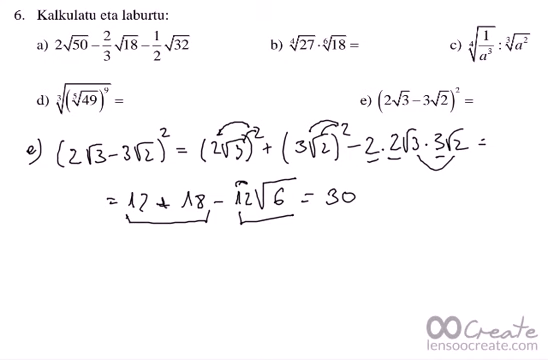 6. Kalkulatu eta laburtu:
a) 2√50 − 2/3 √18 − 1/2 √32 b) ∜27 · ⁶√18 = c) ∜(1/a³) : ∛a²
d) ∛((⁵√49)⁹) = e) (2√3 − 3√2)² =
e) (2√3 − 3√2)² = (2√3)² + (3√2)² − 2 · 2√3 · 3√2 =
= 12 + 18 − 12√6 = 30
Create
lensoocreate.com